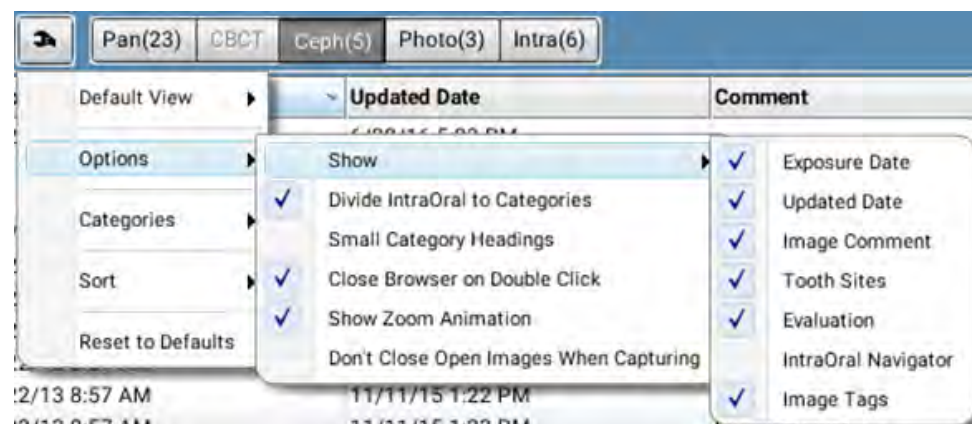 Pan(23) CBCT Ceph(5) Photo(3) Intra(6)
Updated Date Comment
Default View
Options
Categories
Sort
Reset to Defaults
Show
Divide IntraOral to Categories
Small Category Headings
Close Browser on Double Click
Show Zoom Animation
Don't Close Open Images When Capturing
Exposure Date
Updated Date
Image Comment
Tooth Sites
Evaluation
IntraOral Navigator
Image Tags
22/13 8:57 AM 11/11/15 1:22 PM